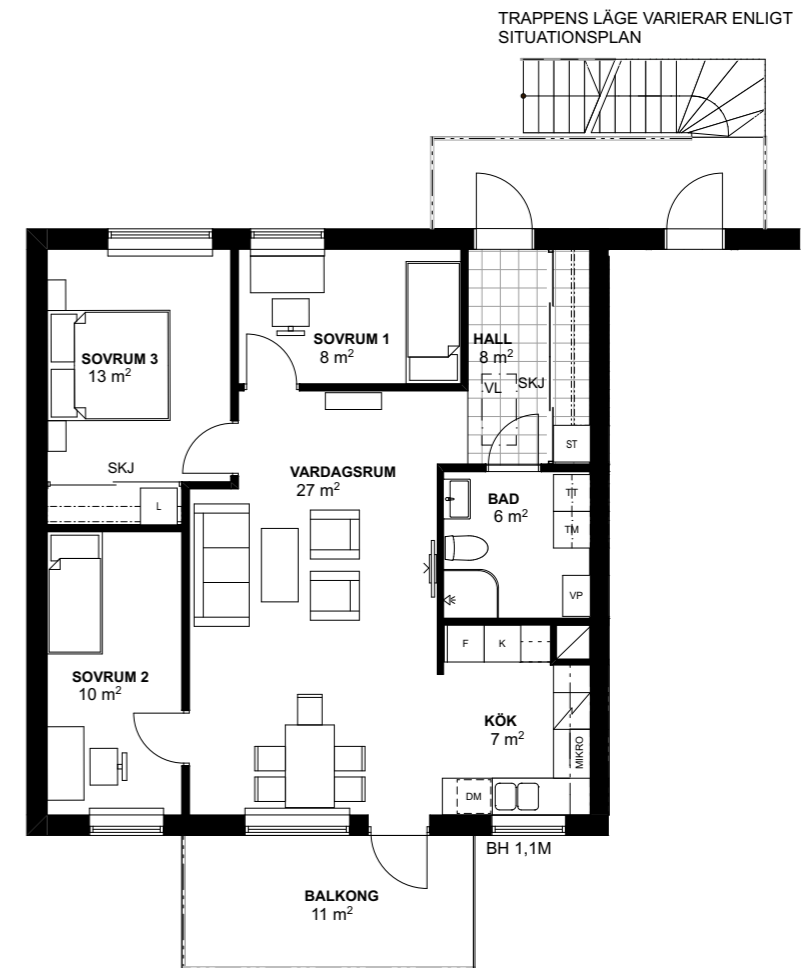 TRAPPENS LÄGE VARIERAR ENLIGT
SITUATIONSPLAN
SOVRUM 3
13 m²
SOVRUM 1
8 m²
HALL
8 m²
VL
SKJ
ST
SKJ
L
VARDAGSRUM
27 m²
BAD
6 m²
TT
TM
VP
SOVRUM 2
10 m²
F
K
KÖK
7 m²
MIKRO
DM
BH 1,1M
BALKONG
11 m²